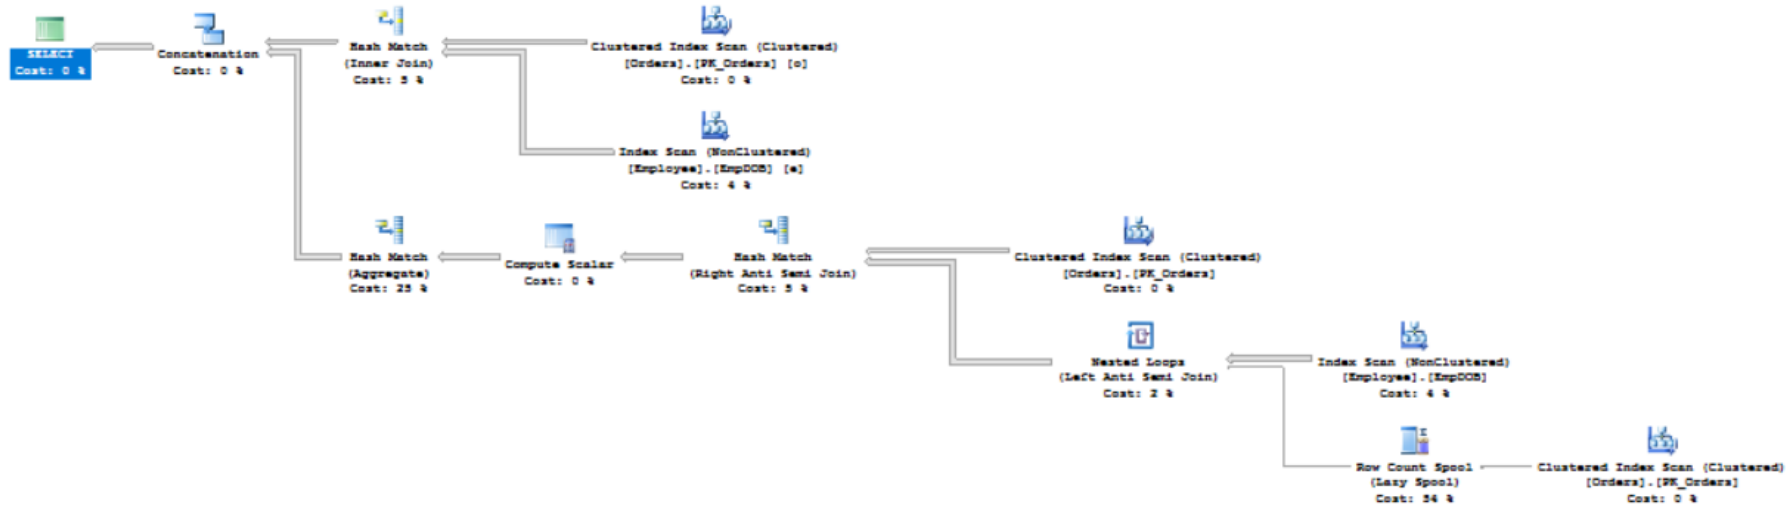 SELECT
Cost: 0 %
Concatenation
Cost: 0 %
Hash Match
(Inner Join)
Cost: 5 %
Clustered Index Scan (Clustered)
[Orders].[PK_Orders] [o]
Cost: 0 %
Index Scan (NonClustered)
[Employee].[EmpDOB] [e]
Cost: 4 %
Hash Match
(Aggregate)
Cost: 25 %
Compute Scalar
Cost: 0 %
Hash Match
(Right Anti Semi Join)
Cost: 5 %
Clustered Index Scan (Clustered)
[Orders].[PK_Orders]
Cost: 0 %
Nested Loops
(Left Anti Semi Join)
Cost: 2 %
Index Scan (NonClustered)
[Employee].[EmpDOB]
Cost: 4 %
Row Count Spool
(Lazy Spool)
Cost: 54 %
Clustered Index Scan (Clustered)
[Orders].[PK_Orders]
Cost: 0 %